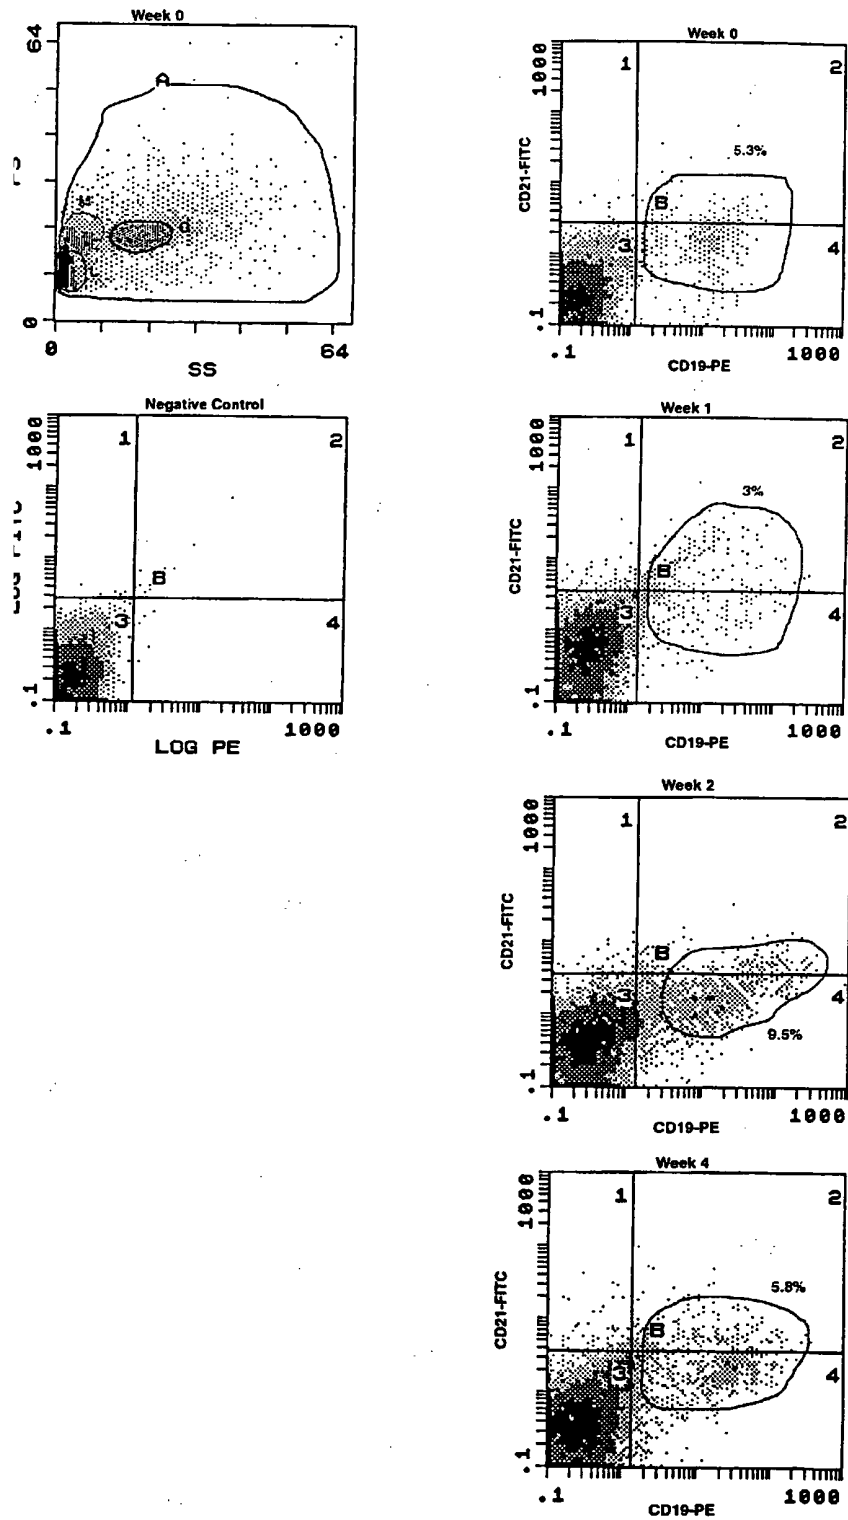 Week 0
64
A
G
0
0
64
SS
Negative Control
1000
1
2
B
3
4
.1
.1
1000
LOG PE
Week 0
1000
1
2
CD21-FITC
5.3%
B
3
4
.1
.1
1000
CD19-PE
Week 1
1000
1
2
CD21-FITC
3%
B
3
4
.1
.1
1000
CD19-PE
Week 2
1000
1
2
CD21-FITC
B
3
4
9.5%
.1
.1
1000
CD19-PE
Week 4
1000
1
2
CD21-FITC
5.8%
B
3
4
.1
.1
1000
CD19-PE